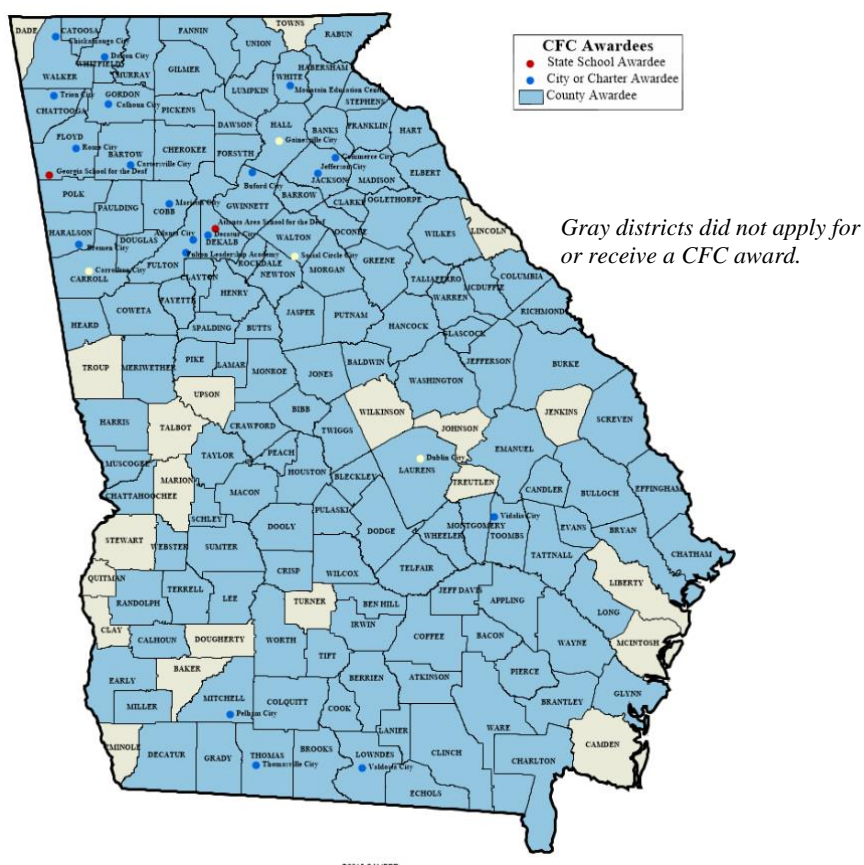 CFC Awardees
State School Awardee
City or Charter Awardee
County Awardee
Gray districts did not apply for
or receive a CFC award.
DADE
CATOOSA
Chickamauga City
Dalton City
WHITFIELD
MURRAY
WALKER
FANNIN
UNION
TOWNS
RABUN
GILMER
LUMPKIN
WHITE
HABERSHAM
Mountain Education Center
STEPHENS
Trion City
CHATTOOGA
GORDON
Calhoun City
PICKENS
DAWSON
HALL
Gainesville City
BANKS
FRANKLIN
HART
FLOYD
Rome City
BARTOW
Cartersville City
CHEROKEE
FORSYTH
Commerce City
Jefferson City
JACKSON
MADISON
ELBERT
Georgia School for the Deaf
Buford City
BARROW
CLARKE
OGLETHORPE
POLK
PAULDING
Marietta City
COBB
GWINNETT
Atlanta Area School for the Deaf
Decatur City
DEKALB
Atlanta City
WALTON
OCONEE
WILKES
LINCOLN
HARALSON
Bremen City
DOUGLAS
Fulton Leadership Academy
ROCKDALE
Social Circle City
MORGAN
GREENE
TALIAFERRO
MCDUFFIE
COLUMBIA
Carrollton City
CARROLL
FULTON
CLAYTON
NEWTON
WARREN
RICHMOND
HEARD
COWETA
FAYETTE
HENRY
SPALDING
BUTTS
JASPER
PUTNAM
HANCOCK
GLASCOCK
JEFFERSON
BURKE
TROUP
MERIWETHER
PIKE
LAMAR
MONROE
JONES
BALDWIN
WASHINGTON
UPSON
BIBB
WILKINSON
JOHNSON
JENKINS
SCREVEN
HARRIS
TALBOT
CRAWFORD
TWIGGS
EMANUEL
MUSCOGEE
TAYLOR
PEACH
HOUSTON
BLECKLEY
Dublin City
LAURENS
TREUTLEN
CANDLER
BULLOCH
EFFINGHAM
CHATTAHOOCHEE
MARION
MACON
SCHLEY
PULASKI
DOOLY
DODGE
WHEELER
MONTGOMERY
Vidalia City
TOOMBS
EVANS
BRYAN
TATTNALL
CHATHAM
STEWART
WEBSTER
SUMTER
CRISP
WILCOX
TELFAIR
LIBERTY
QUITMAN
RANDOLPH
TERRELL
LEE
TURNER
BEN HILL
JEFF DAVIS
APPLING
LONG
CLAY
CALHOUN
DOUGHERTY
WORTH
IRWIN
COFFEE
BACON
WAYNE
MCINTOSH
EARLY
BAKER
TIFT
BERRIEN
ATKINSON
PIERCE
MILLER
MITCHELL
Pelham City
COLQUITT
COOK
BRANTLEY
GLYNN
LANIER
WARE
MINOLE
DECATUR
GRADY
THOMAS
Thomasville City
BROOKS
LOWNDES
Valdosta City
CLINCH
ECHOLS
CHARLTON
CAMDEN